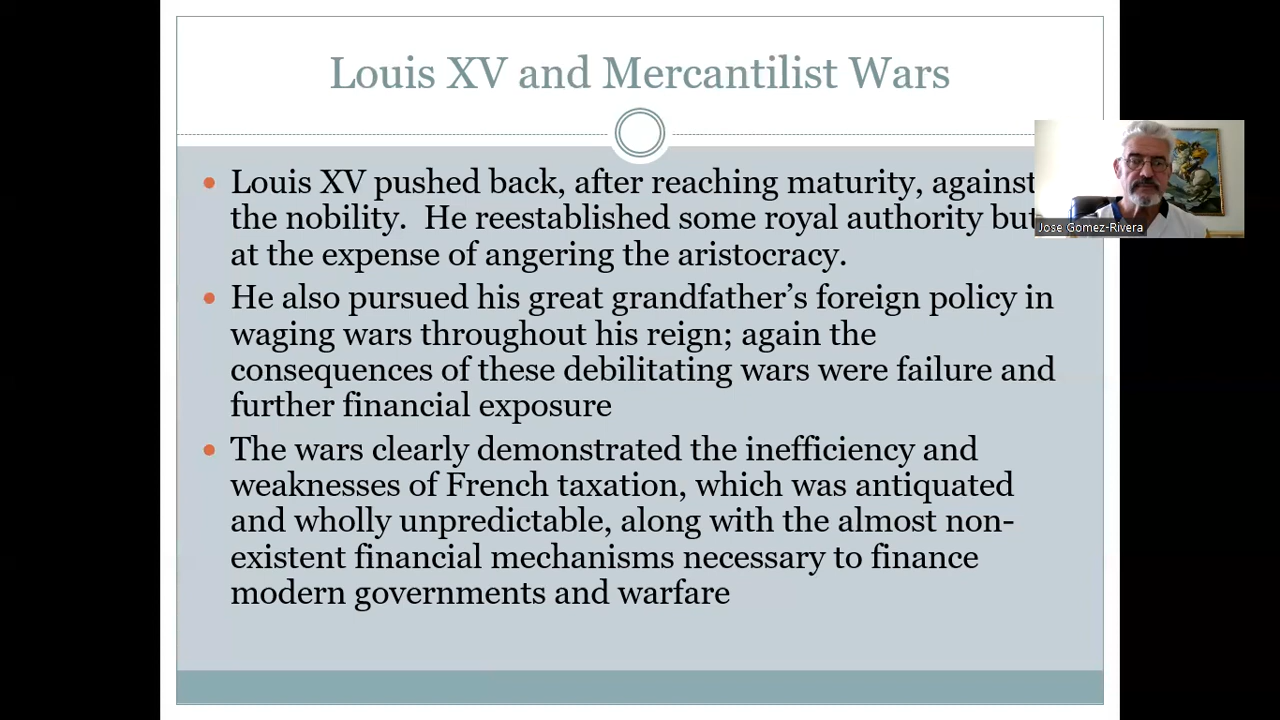 Louis XV and Mercantilist Wars
Louis XV pushed back, after reaching maturity, against
the nobility.  He reestablished some royal authority but
at the expense of angering the aristocracy.
He also pursued his great grandfather’s foreign policy in
waging wars throughout his reign; again the
consequences of these debilitating wars were failure and
further financial exposure
The wars clearly demonstrated the inefficiency and
weaknesses of French taxation, which was antiquated
and wholly unpredictable, along with the almost non-
existent financial mechanisms necessary to finance
modern governments and warfare
Jose Gomez-Rivera